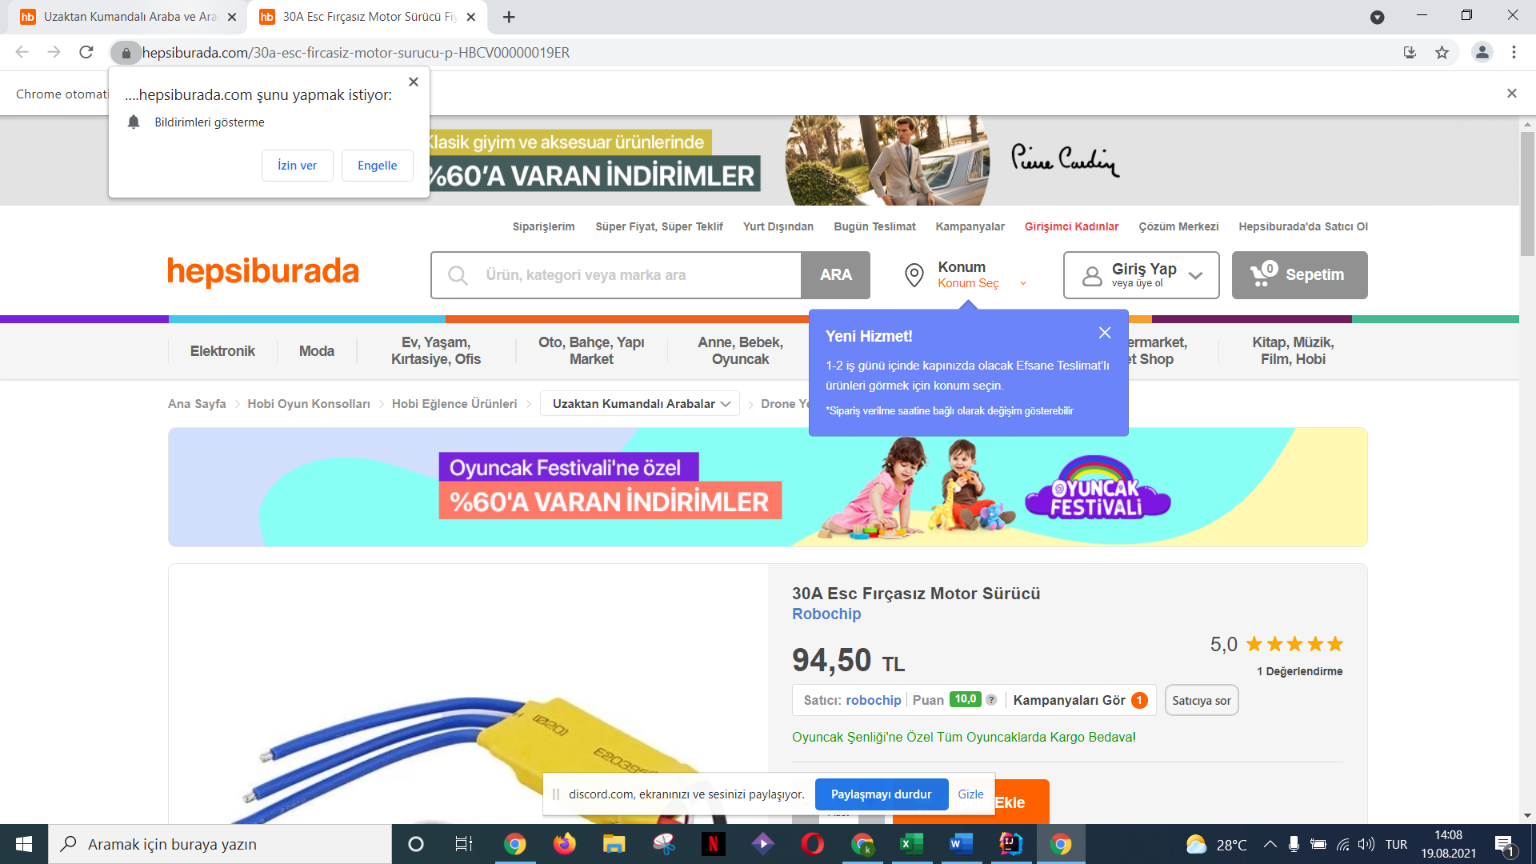 Uzaktan Kumandalı Araba ve Ara
30A Esc Fırçasız Motor Sürücü Fiy
hepsiburada.com/30a-esc-fircasiz-motor-surucu-p-HBCV00000019ER
Chrome otomati
....hepsiburada.com şunu yapmak istiyor:
Bildirimleri gösterme
İzin ver
Engelle
Klasik giyim ve aksesuar ürünlerinde
%60'A VARAN İNDİRİMLER
Pierre Cardin
Siparişlerim
Süper Fiyat, Süper Teklif
Yurt Dışından
Bugün Teslimat
Kampanyalar
Girişimci Kadınlar
Çözüm Merkezi
Hepsiburada'da Satıcı Ol
hepsiburada
Ürün, kategori veya marka ara
ARA
Konum
Konum Seç
Giriş Yap
veya üye ol
0
Sepetim
Elektronik
Moda
Ev, Yaşam,
Kırtasiye, Ofis
Oto, Bahçe, Yapı
Market
Anne, Bebek,
Oyuncak
ermarket,
et Shop
Kitap, Müzik,
Film, Hobi
Yeni Hizmet!
1-2 iş günü içinde kapınızda olacak Efsane Teslimat'lı
ürünleri görmek için konum seçin.
*Sipariş verilme saatine bağlı olarak değişim gösterebilir
Ana Sayfa
Hobi Oyun Konsolları
Hobi Eğlence Ürünleri
Uzaktan Kumandalı Arabalar
Drone Ye
Oyuncak Festivali'ne özel
%60'A VARAN İNDİRİMLER
OYUNCAK
FESTİVALİ
30A Esc Fırçasız Motor Sürücü
Robochip
94,50 TL
5,0
1 Değerlendirme
Satıcı: robochip
Puan 10,0 ?
Kampanyaları Gör 1
Satıcıya sor
Oyuncak Şenliği'ne Özel Tüm Oyuncaklarda Kargo Bedava!
discord.com, ekranınızı ve sesinizi paylaşıyor.
Paylaşmayı durdur
Gizle
Ekle
Aramak için buraya yazın
28°C
TUR
14:08
19.08.2021
1